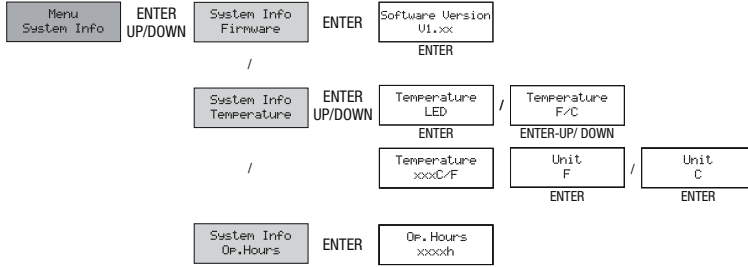 Menu
System Info
ENTER
UP/DOWN
System Info
Firmware
ENTER
Software Version
V1.xx
ENTER
/
System Info
Temperature
ENTER
UP/DOWN
Temperature
LED
ENTER
/
Temperature
F/C
ENTER-UP/ DOWN
/
Temperature
xxxC/F
Unit
F
ENTER
/
Unit
C
ENTER
System Info
Op.Hours
ENTER
Op.Hours
xxxxh